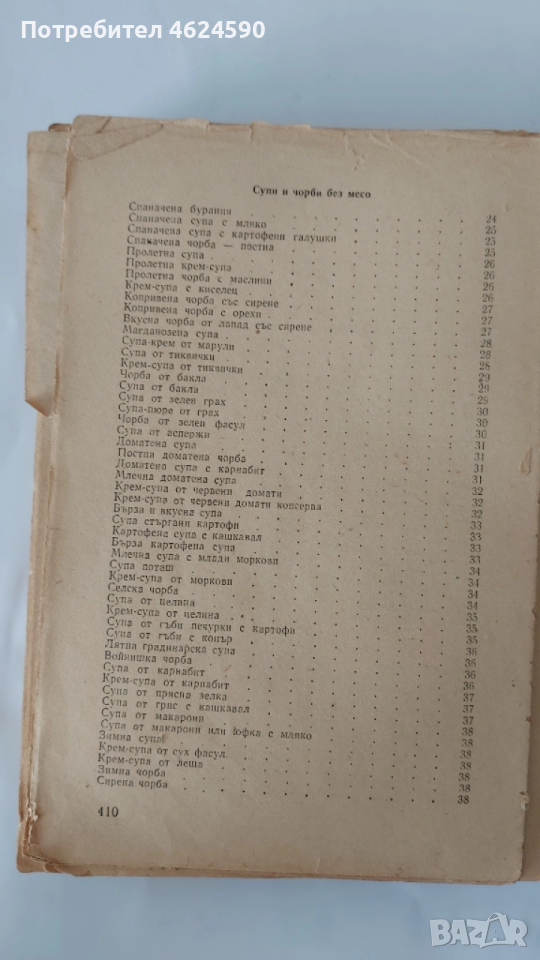 Потребител 4624590
Супи и чорби без месо
Спаначена бурания 24
Спаначена супа с мляко 25
Спаначена супа с картофени галушки 25
Спаначена чорба — постна 25
Пролетна супа 26
Пролетна крем-супа 26
Пролетна чорба с маслини 26
Крем-супа с киселец 26
Копривена чорба със сирене 27
Копривена чорба с орехи 27
Вкусна чорба от лапад със сирене 27
Магданозена супа 28
Супа-крем от марули 28
Супа от тиквички 28
Крем-супа от тиквички 29
Чорба от бакла 29
Супа от бакла 29
Супа от зелен грах 30
Супа-пюре от грах 30
Чорба от зелен фасул 30
Супа от аспержи 31
Доматена супа 31
Постна доматена чорба 31
Доматена супа с карнабит 31
Млечна доматена супа 32
Крем-супа от червени домати 32
Крем-супа от червени домати консерва 32
Бърза и вкусна супа 33
Супа стъргани картофи 33
Картофена супа с кашкавал 33
Бърза картофена супа 33
Млечна супа с млади моркови 34
Супа поташ 34
Крем-супа от моркови 34
Селска чорба 34
Супа от целина 35
Крем-супа от целина 35
Супа от гъби печурки с картофи 35
Супа от гъби с копър 36
Лятна градинарска супа 36
Войнишка чорба 36
Супа от карнабит 36
Крем-супа от карнабит 37
Супа от прясна зелка 37
Супа от грис с кашкавал 37
Супа от макарони 38
Супа от макарони или юфка с мляко 38
Зимна супа 38
Крем-супа от сух фасул 38
Крем-супа от леща 38
Зимна чорба 38
Сирена чорба 38
410
BAZAR